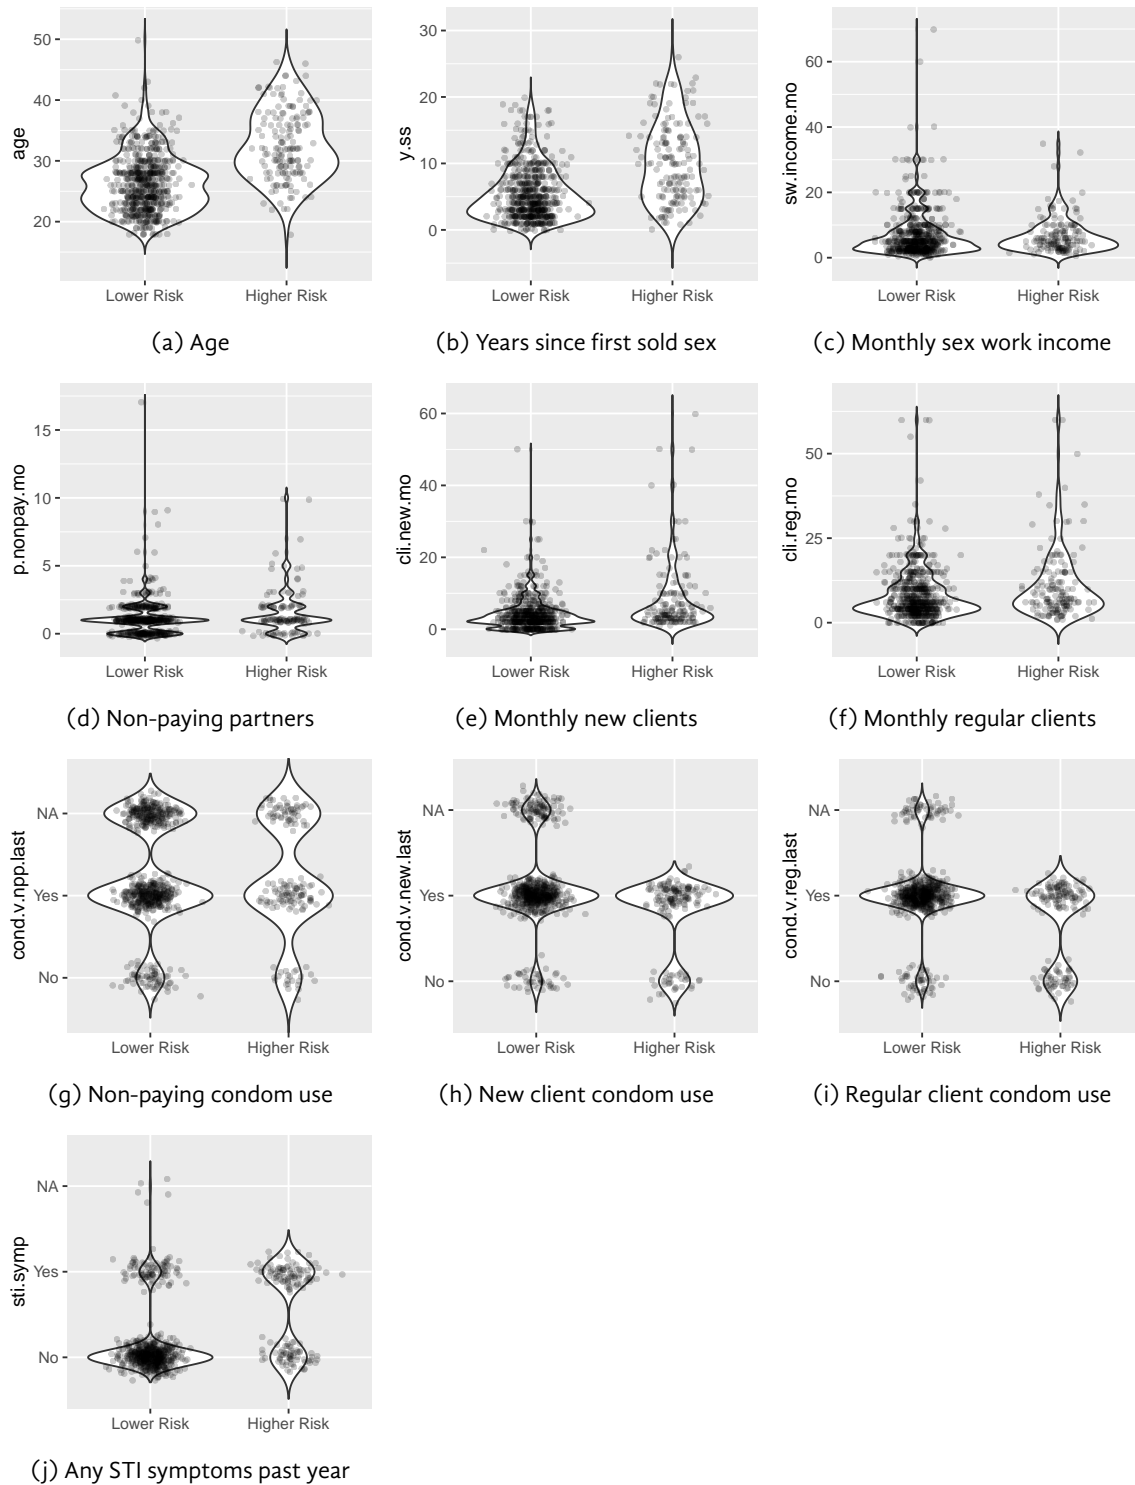 age
50
40
30
20
Lower Risk
Higher Risk
(a) Age
y.ss
30
20
10
0
Lower Risk
Higher Risk
(b) Years since first sold sex
sw.income.mo
60
40
20
0
Lower Risk
Higher Risk
(c) Monthly sex work income
p.nonpay.mo
15
10
5
0
Lower Risk
Higher Risk
(d) Non-paying partners
cli.new.mo
60
40
20
0
Lower Risk
Higher Risk
(e) Monthly new clients
cli.reg.mo
50
25
0
Lower Risk
Higher Risk
(f) Monthly regular clients
cond.v.npp.last
NA
Yes
No
Lower Risk
Higher Risk
(g) Non-paying condom use
cond.v.new.last
NA
Yes
No
Lower Risk
Higher Risk
(h) New client condom use
cond.v.reg.last
NA
Yes
No
Lower Risk
Higher Risk
(i) Regular client condom use
sti.symp
NA
Yes
No
Lower Risk
Higher Risk
(j) Any STI symptoms past year